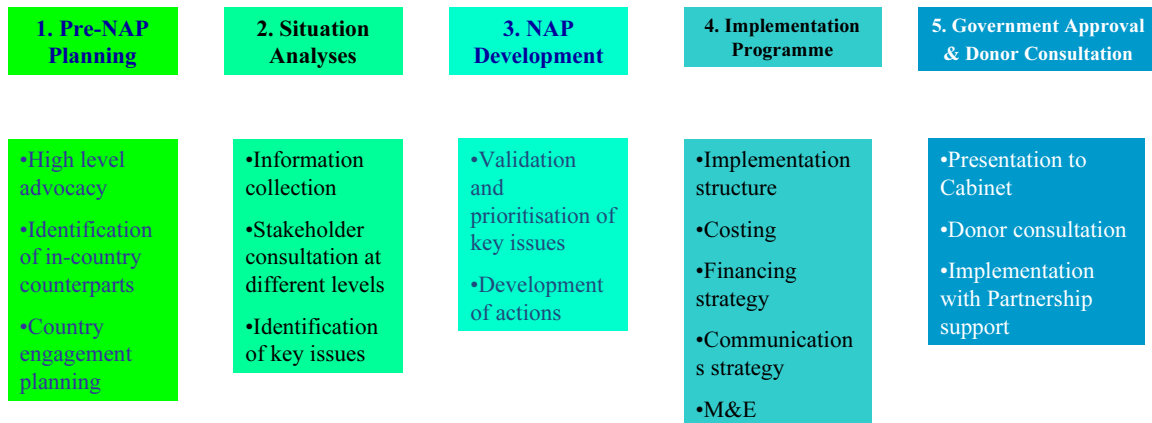 1. Pre-NAP
Planning
2. Situation
Analyses
3. NAP
Development
4. Implementation
Programme
5. Government Approval
& Donor Consultation
•High level
advocacy
•Identification
of in-country
counterparts
•Country
engagement
planning
•Information
collection
•Stakeholder
consultation at
different levels
•Identification
of key issues
•Validation
and
prioritisation of
key issues
•Development
of actions
•Implementation
structure
•Costing
•Financing
strategy
•Communication
s strategy
•M&E
•Presentation to
Cabinet
•Donor consultation
•Implementation
with Partnership
support